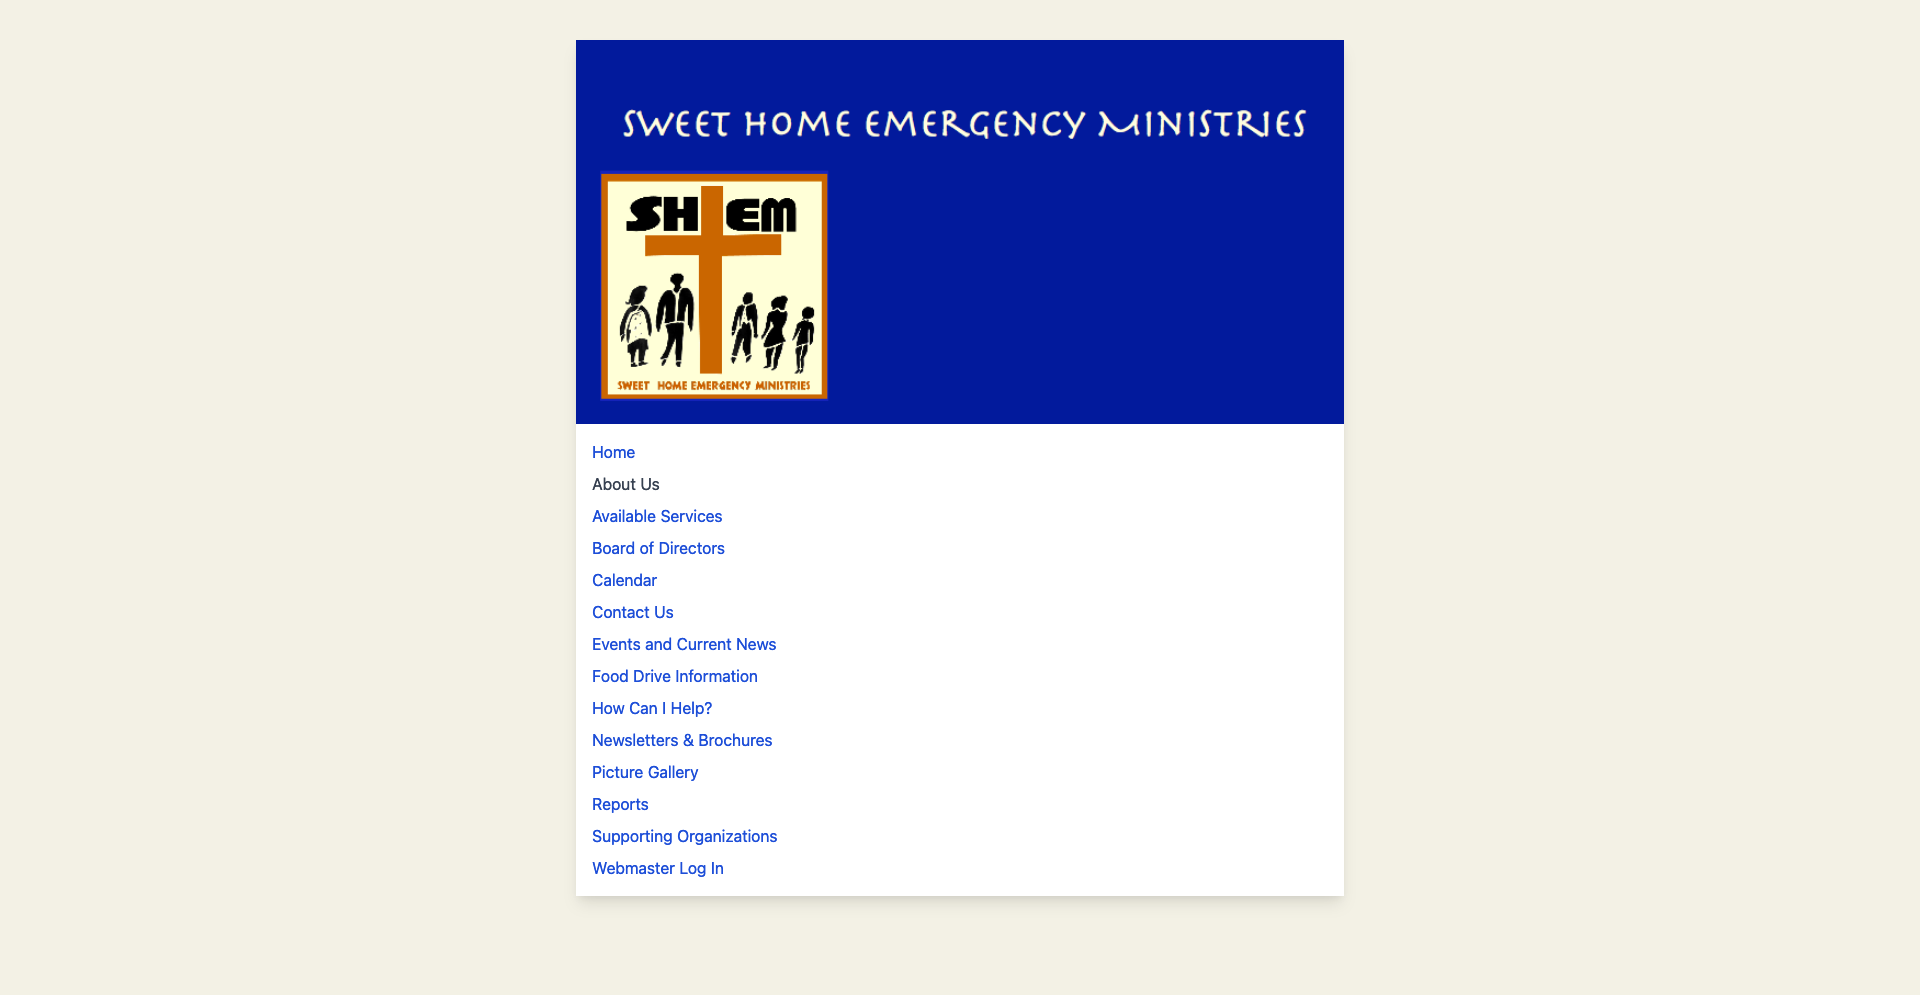 Sweet Home Emergency Ministries
SHEM
SWEET HOME EMERGENCY MINISTRIES
Home
About Us
Available Services
Board of Directors
Calendar
Contact Us
Events and Current News
Food Drive Information
How Can I Help?
Newsletters & Brochures
Picture Gallery
Reports
Supporting Organizations
Webmaster Log In